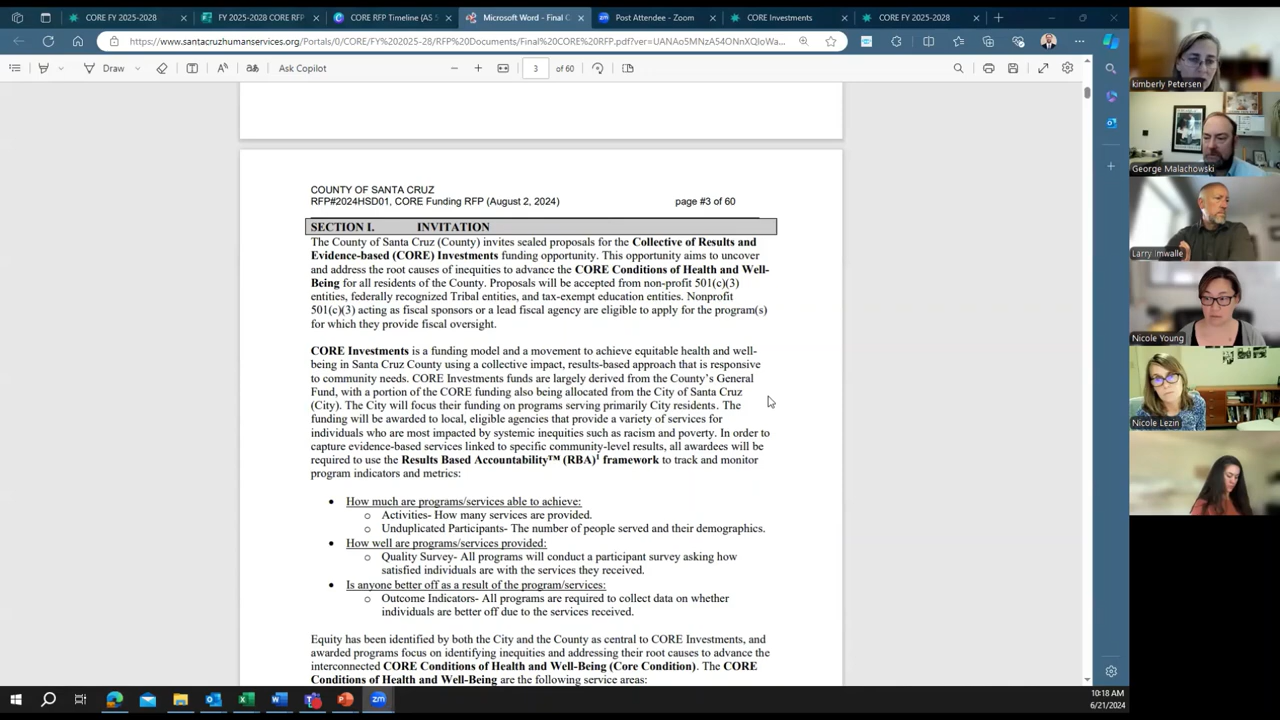 CORE FY 2025-2028
FY 2025-2028 CORE RFP
CORE RFP Timeline (AS
Microsoft Word - Final C
Post Attendee - Zoom
CORE Investments
CORE FY 2025-2028
https://www.santacruzhumanservices.org/Portals/0/CORE/FY%202025-28/RFP%20Documents/Final%20CORE%20RFP.pdf?ver=UANAo5MNzA54ONnXQIoWa...
Draw
Ask Copilot
3 of 60
COUNTY OF SANTA CRUZ
RFP#2024HSD01, CORE Funding RFP (August 2, 2024) page #3 of 60
SECTION I. INVITATION
The County of Santa Cruz (County) invites sealed proposals for the Collective of Results and
Evidence-based (CORE) Investments funding opportunity. This opportunity aims to uncover
and address the root causes of inequities to advance the CORE Conditions of Health and Well-
Being for all residents of the County. Proposals will be accepted from non-profit 501(c)(3)
entities, federally recognized Tribal entities, and tax-exempt education entities. Nonprofit
501(c)(3) acting as fiscal sponsors or a lead fiscal agency are eligible to apply for the program(s)
for which they provide fiscal oversight.
CORE Investments is a funding model and a movement to achieve equitable health and well-
being in Santa Cruz County using a collective impact, results-based approach that is responsive
to community needs. CORE Investments funds are largely derived from the County's General
Fund, with a portion of the CORE funding also being allocated from the City of Santa Cruz
(City). The City will focus their funding on programs serving primarily City residents. The
funding will be awarded to local, eligible agencies that provide a variety of services for
individuals who are most impacted by systemic inequities such as racism and poverty. In order to
capture evidence-based services linked to specific community-level results, all awardees will be
required to use the Results Based Accountability™ (RBA)1 framework to track and monitor
program indicators and metrics:
• How much are programs/services able to achieve:
o Activities- How many services are provided.
o Unduplicated Participants- The number of people served and their demographics.
• How well are programs/services provided:
o Quality Survey- All programs will conduct a participant survey asking how
satisfied individuals are with the services they received.
• Is anyone better off as a result of the program/services:
o Outcome Indicators- All programs are required to collect data on whether
individuals are better off due to the services received.
Equity has been identified by both the City and the County as central to CORE Investments, and
awarded programs focus on identifying inequities and addressing their root causes to advance the
interconnected CORE Conditions of Health and Well-Being (Core Condition). The CORE
Conditions of Health and Well-Being are the following service areas:
kimberly Petersen
George Malachowski
Larry Imwalle
Nicole Young
Nicole Lezin
10:18 AM
6/21/2024